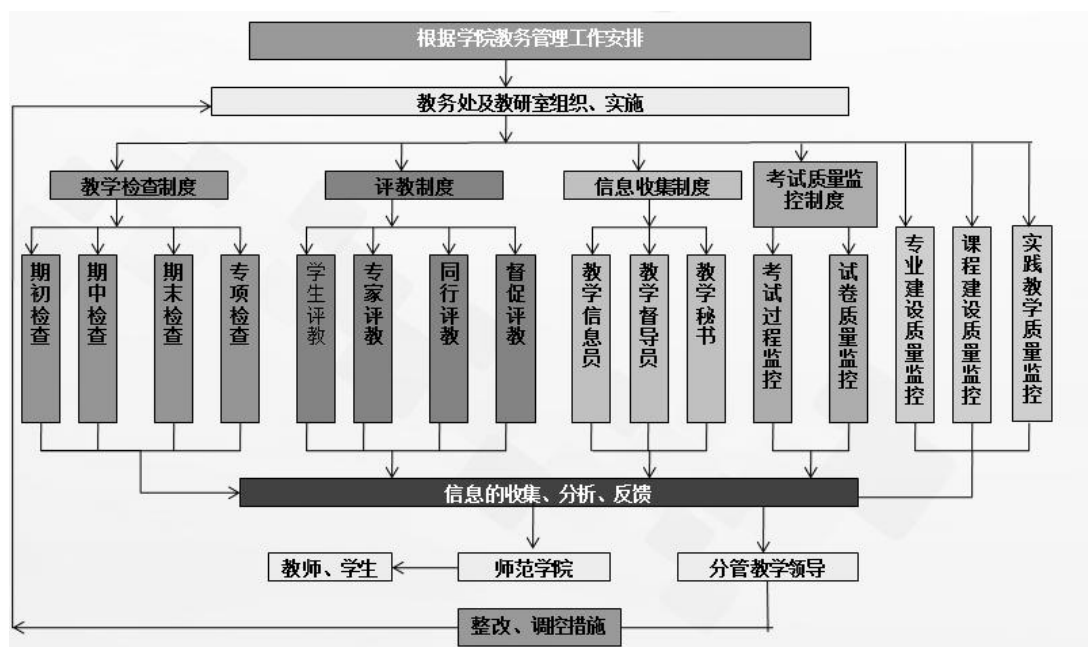 根据学院教务管理工作安排
教务处及教研室组织、实施
教学检查制度
评教制度
信息收集制度
考试质量监
控制度
期初检查
期中检查
期末检查
专项检查
学生评教
专家评教
同行评教
督促评教
教学信息员
教学督导员
教学秘书
考试过程监控
试卷质量监控
专业建设质量监控
课程建设质量监控
实践教学质量监控
信息的收集、分析、反馈
教师、学生
师范学院
分管教学领导
整改、调控措施